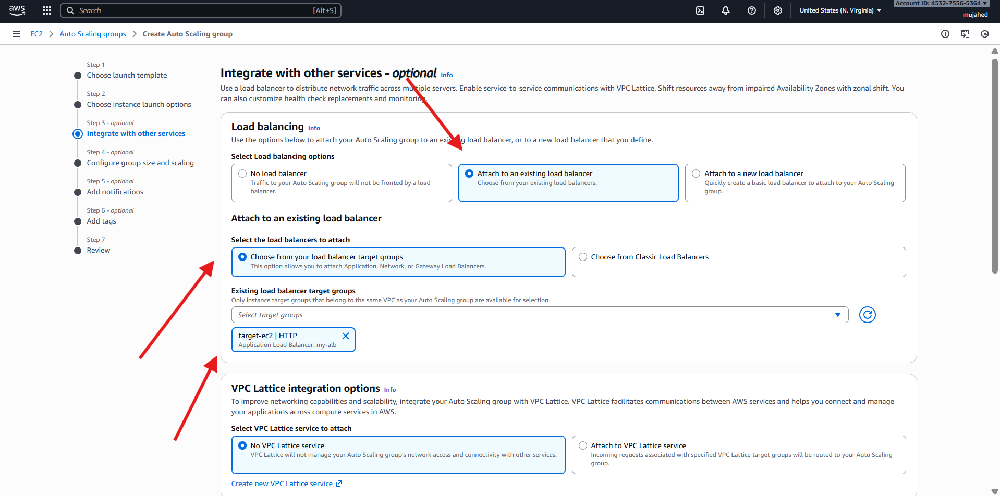 aws
Search
[Alt+S]
United States (N. Virginia)
Account ID: 4532-7556-5364
mujahed
EC2
Auto Scaling groups
Create Auto Scaling group
Step 1
Choose launch template
Step 2
Choose instance launch options
Step 3 - optional
Integrate with other services
Step 4 - optional
Configure group size and scaling
Step 5 - optional
Add notifications
Step 6 - optional
Add tags
Step 7
Review
Integrate with other services - optional Info
Use a load balancer to distribute network traffic across multiple servers. Enable service-to-service communications with VPC Lattice. Shift resources away from impaired Availability Zones with zonal shift. You
can also customize health check replacements and monitoring.
Load balancing Info
Use the options below to attach your Auto Scaling group to an existing load balancer, or to a new load balancer that you define.
Select Load balancing options
No load balancer
Traffic to your Auto Scaling group will not be fronted by a load
balancer.
Attach to an existing load balancer
Choose from your existing load balancers.
Attach to a new load balancer
Quickly create a basic load balancer to attach to your Auto Scaling
group.
Attach to an existing load balancer
Select the load balancers to attach
Choose from your load balancer target groups
This option allows you to attach Application, Network, or Gateway Load Balancers.
Choose from Classic Load Balancers
Existing load balancer target groups
Only instance target groups that belong to the same VPC as your Auto Scaling group are available for selection.
Select target groups
target-ec2 | HTTP
Application Load Balancer: my-alb
VPC Lattice integration options Info
To improve networking capabilities and scalability, integrate your Auto Scaling group with VPC Lattice. VPC Lattice facilitates communications between AWS services and helps you connect and manage
your applications across compute services in AWS.
Select VPC Lattice service to attach
No VPC Lattice service
VPC Lattice will not manage your Auto Scaling group's network access and connectivity with other services.
Attach to VPC Lattice service
Incoming requests associated with specified VPC Lattice target groups will be routed to your Auto Scaling
group.
Create new VPC Lattice service